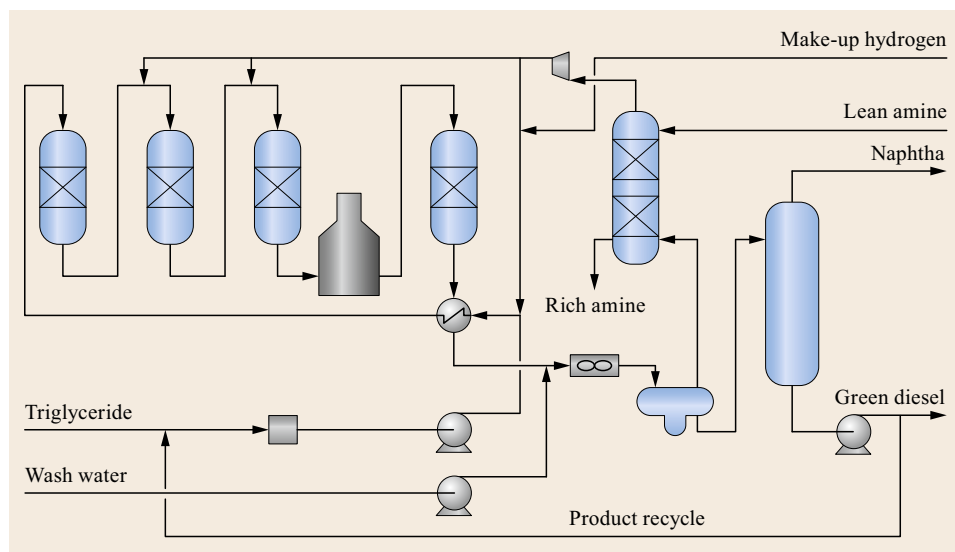 Make-up hydrogen
Lean amine
Naphtha
Rich amine
Green diesel
Triglyceride
Wash water
Product recycle